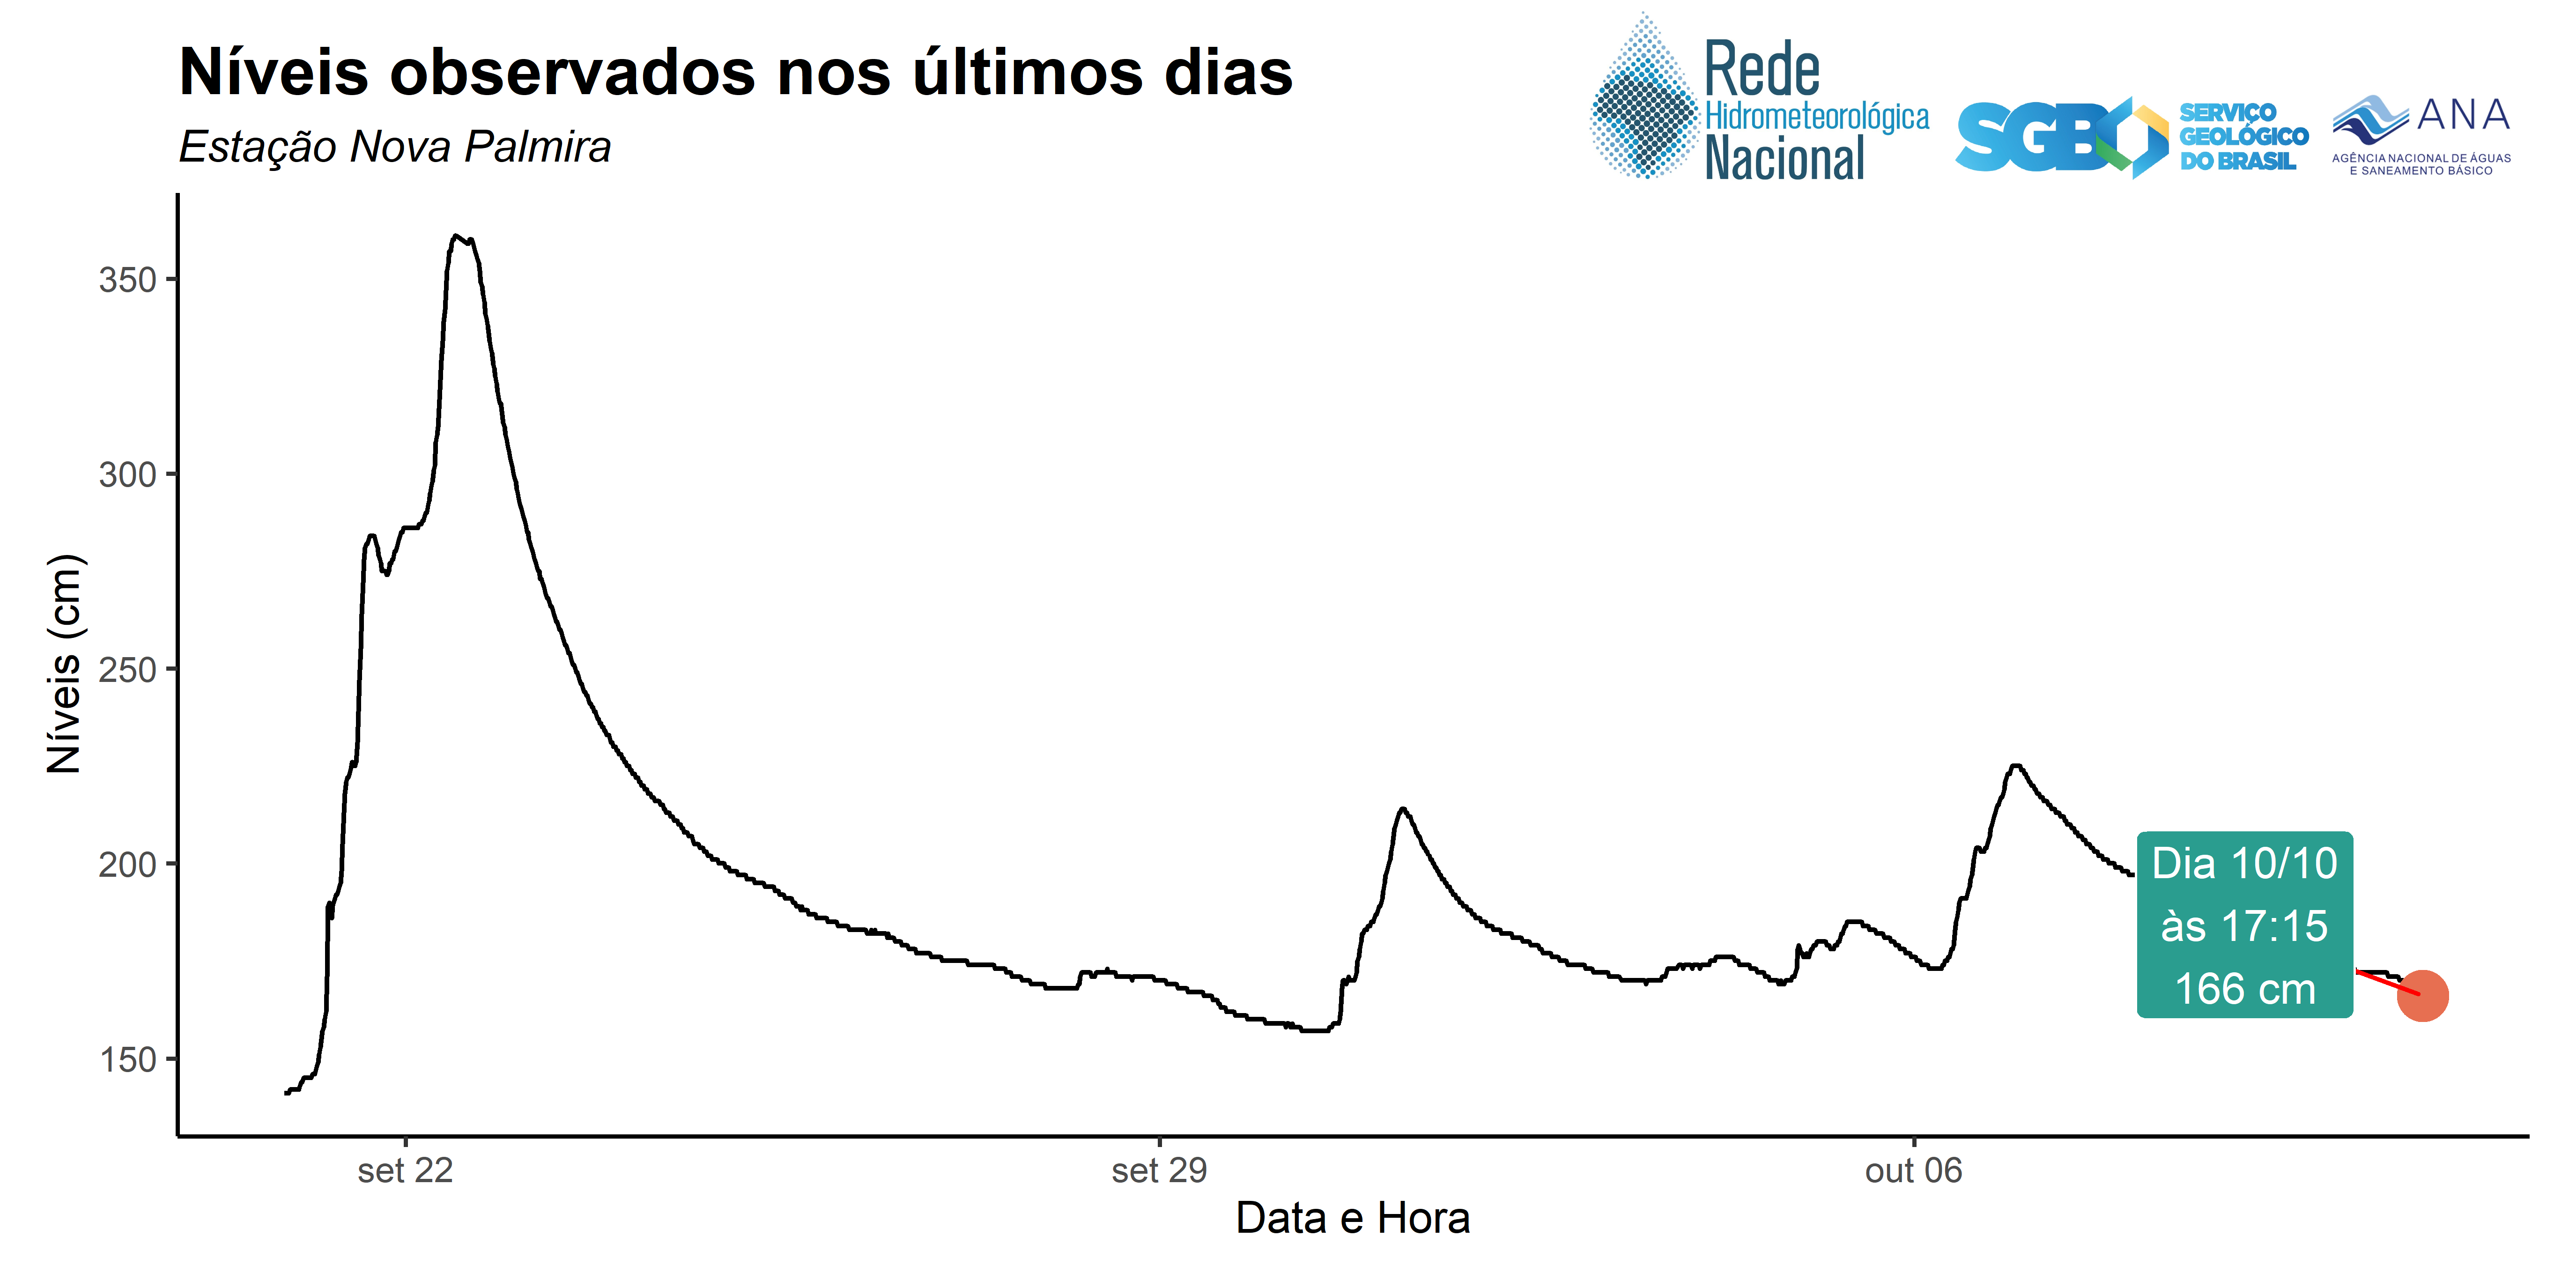 Níveis observados nos últimos dias
Estação Nova Palmira
Rede
Hidrometeorológica
Nacional
SGB
SERVIÇO
GEOLÓGICO
DO BRASIL
ANA
AGÊNCIA NACIONAL DE ÁGUAS
E SANEAMENTO BÁSICO
Níveis (cm)
350
300
250
200
150
Dia 10/10
às 17:15
166 cm
set 22
set 29
out 06
Data e Hora